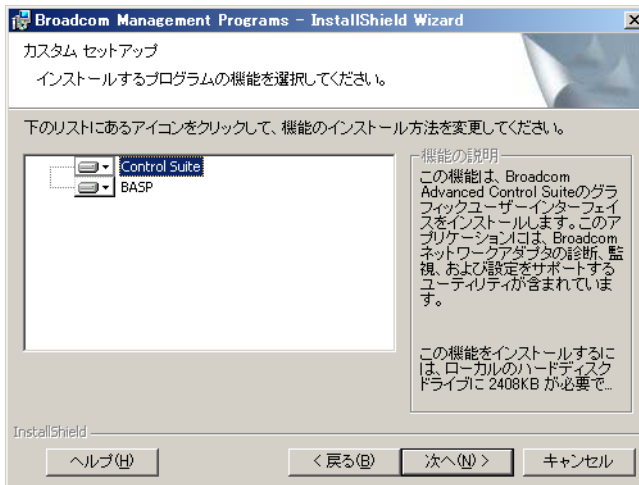 Broadcom Management Programs - InstallShield Wizard
カスタム セットアップ
インストールするプログラムの機能を選択してください。
下のリストにあるアイコンをクリックして、機能のインストール方法を変更してください。
Control Suite
BASP
機能の説明
この機能は、Broadcom
Advanced Control Suiteのグラ
フィックユーザーインターフェイ
スをインストールします。このア
プリケーションには、Broadcom
ネットワークアダプタの診断、監
視、および設定をサポートする
ユーティリティが含まれていま
す。
この機能をインストールするに
は、ローカルのハードディスク
ドライブに 2408KB が必要で...
InstallShield
ヘルプ(H)
< 戻る(B)
次へ(N) >
キャンセル